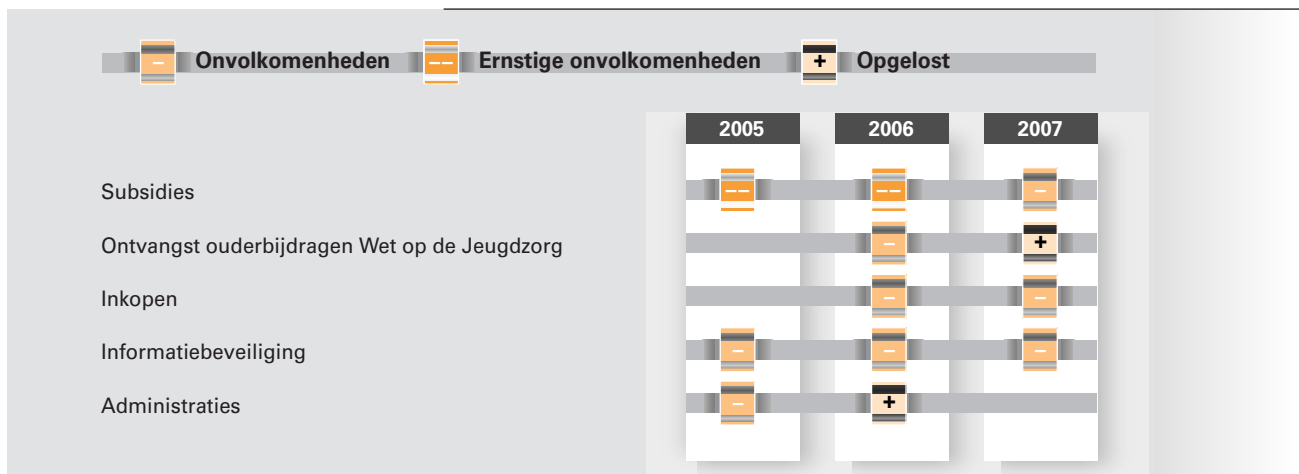 – Onvolkomenheden –– Ernstige onvolkomenheden + Opgelost
2005 2006 2007
Subsidies –– –– –
Ontvangst ouderbijdragen Wet op de Jeugdzorg – +
Inkopen – –
Informatiebeveiliging – – –
Administraties – +